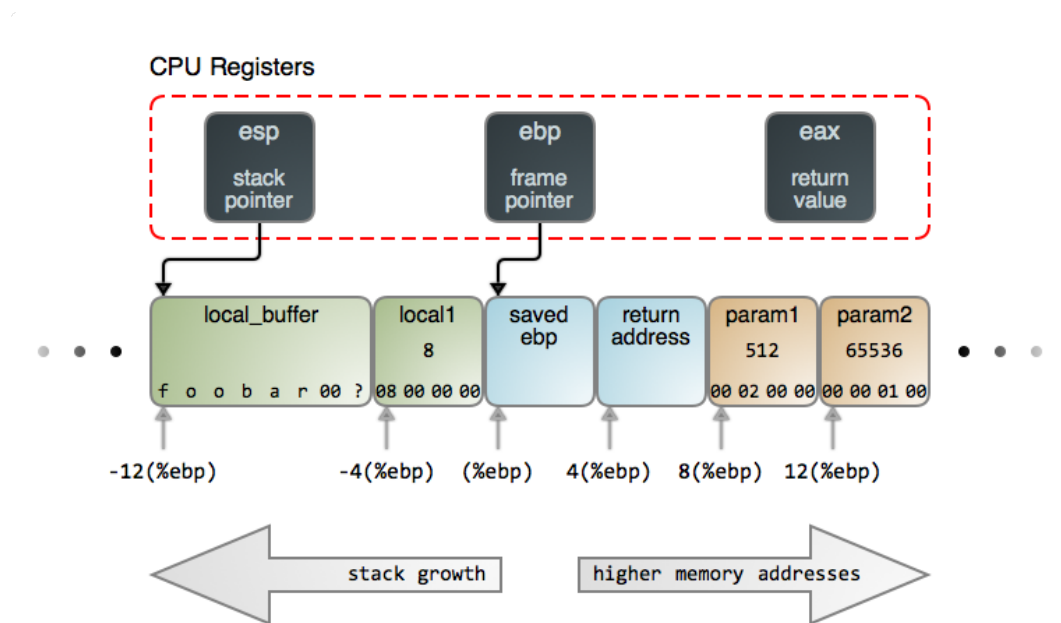 CPU Registers
esp
stack
pointer
ebp
frame
pointer
eax
return
value
local_buffer
f o o b a r 00 ?
local1
8
08 00 00 00
saved
ebp
return
address
param1
512
00 02 00 00
param2
65536
00 00 01 00
-12(%ebp)
-4(%ebp)
(%ebp)
4(%ebp)
8(%ebp)
12(%ebp)
stack growth
higher memory addresses